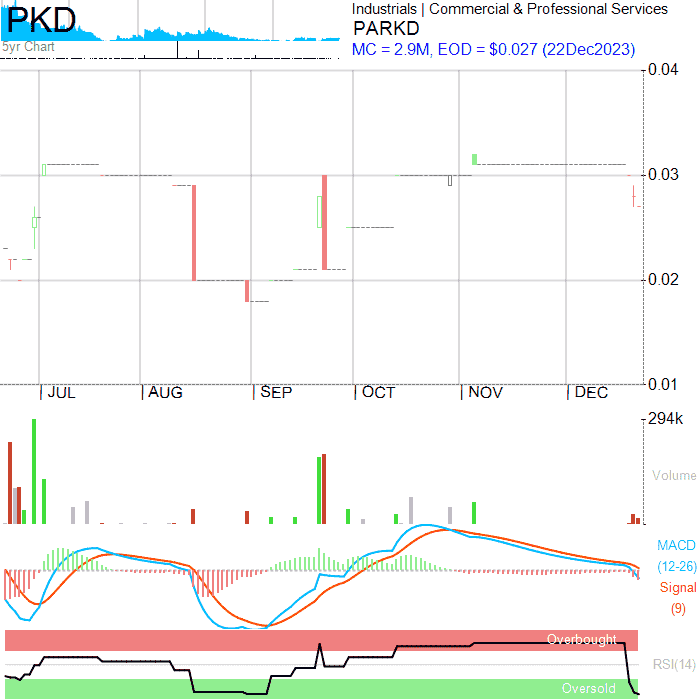 PKD
5yr Chart
Industrials | Commercial & Professional Services
PARKD
MC = 2.9M, EOD = $0.027 (22Dec2023)
0.04
0.03
0.02
0.01
JUL AUG SEP OCT NOV DEC
294k
Volume
MACD
(12-26)
Signal
(9)
Overbought
RSI(14)
Oversold